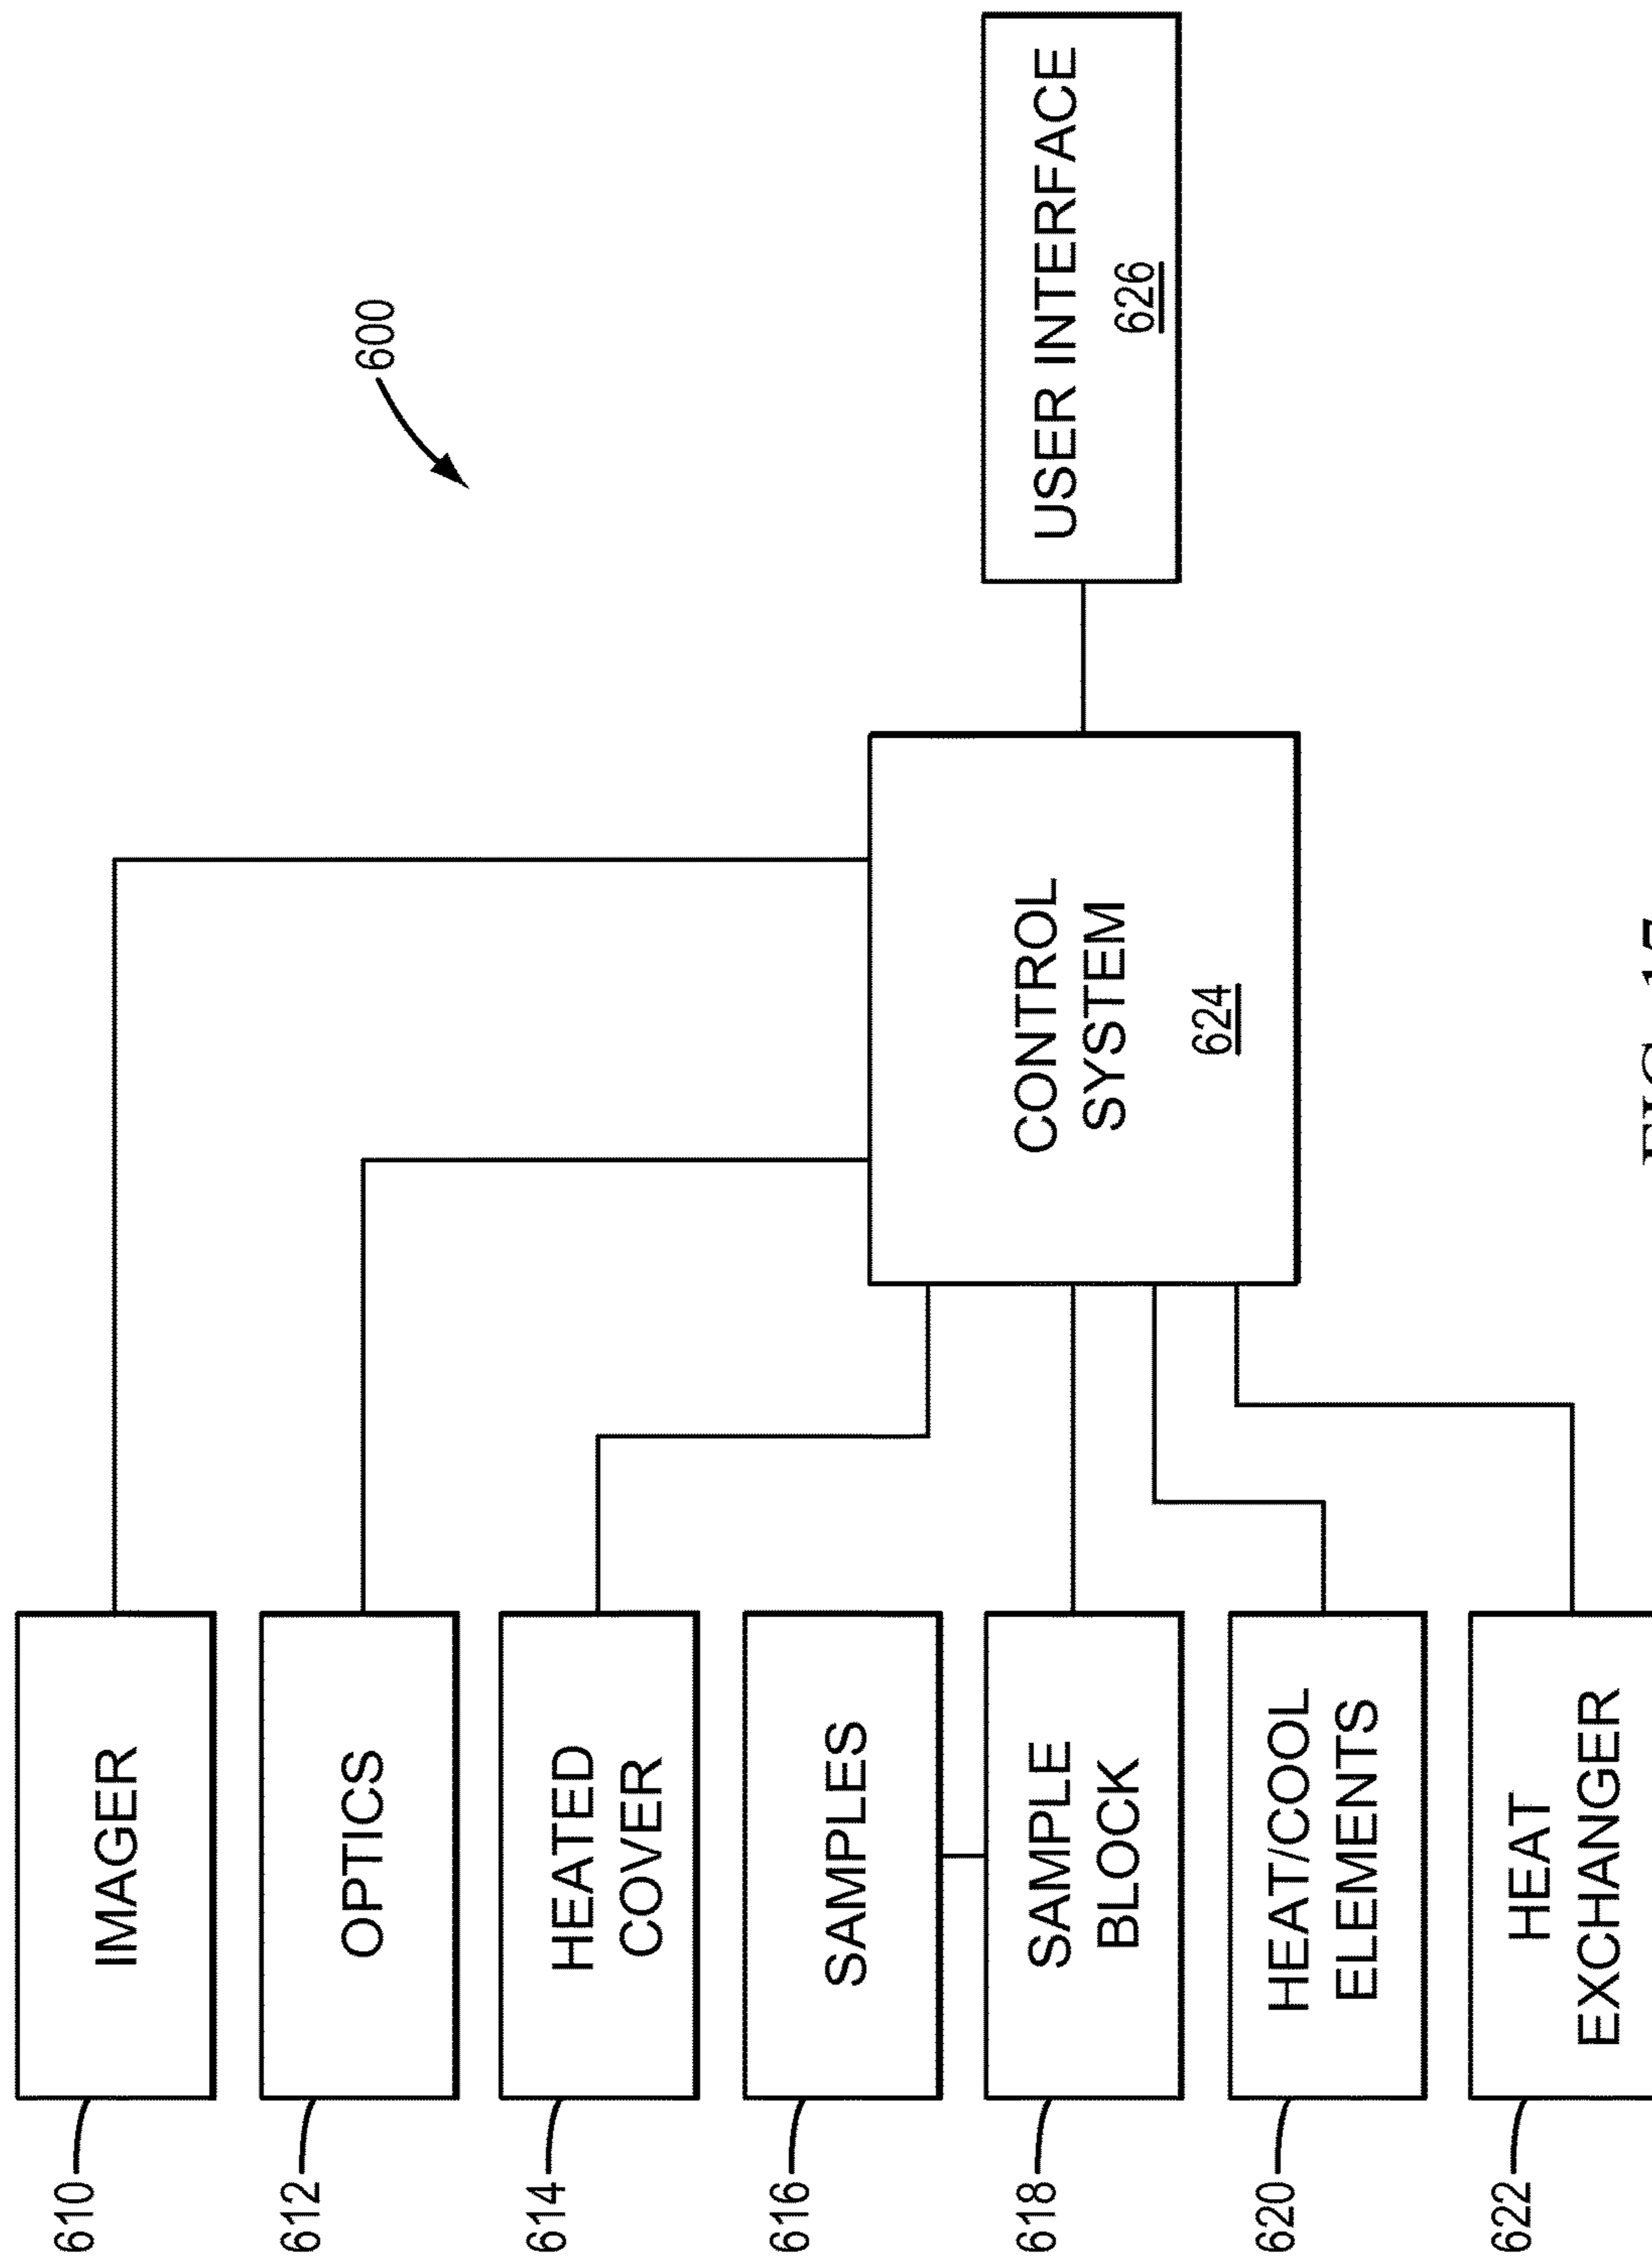 610
IMAGER
612
OPTICS
600
614
HEATED
COVER
616
SAMPLES
618
SAMPLE
BLOCK
CONTROL
SYSTEM
624
USER INTERFACE
626
620
HEAT/COOL
ELEMENTS
622
HEAT
EXCHANGER
FIG.